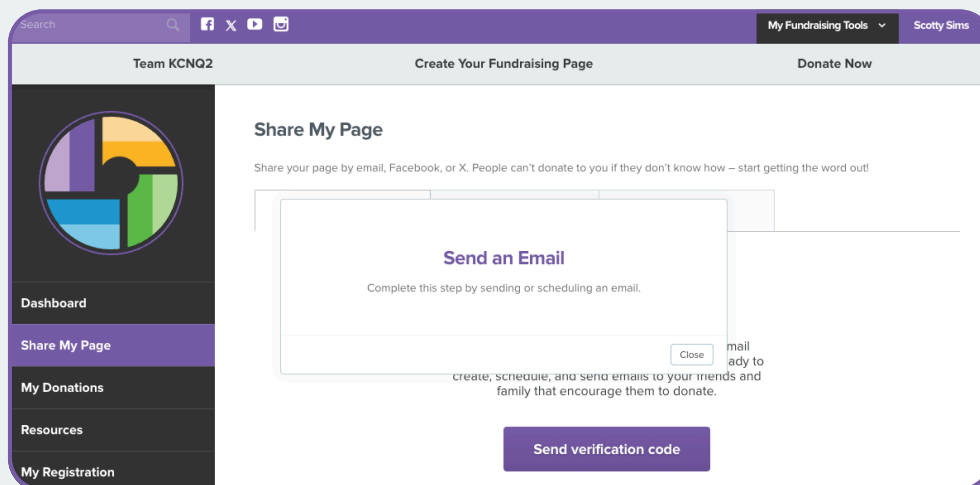 Search
My Fundraising Tools
Scotty Sims
Team KCNQ2
Create Your Fundraising Page
Donate Now
Share My Page
Share your page by email, Facebook, or X. People can't donate to you if they don't know how – start getting the word out!
Send an Email
Complete this step by sending or scheduling an email.
Close
create, schedule, and send emails to your friends and
family that encourage them to donate.
Send verification code
Dashboard
Share My Page
My Donations
Resources
My Registration